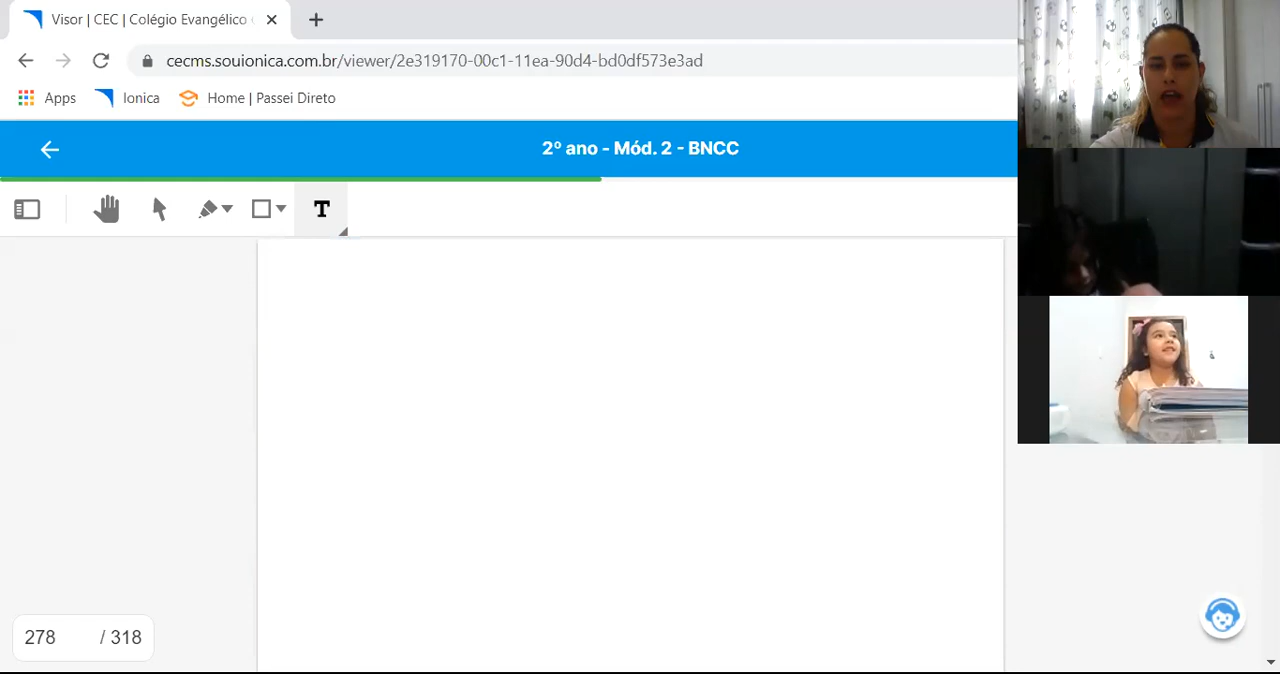 Visor | CEC | Colégio Evangélico
cecms.souionica.com.br/viewer/2e319170-00c1-11ea-90d4-bd0df573e3ad
Apps Ionica Home | Passei Direto
2º ano - Mód. 2 - BNCC
T
278 / 318